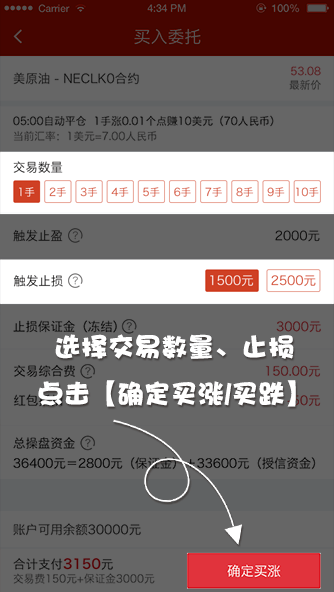 Carrier 4:34 PM 100%
买入委托
美原油 - NECLK0合约 53.08
最新价
05:00自动平仓 1手涨0.01个点赚10美元（70人民币）
当前汇率：1美元=7.00人民币
交易数量
1手 2手 3手 4手 5手 6手 7手 8手 9手 10手
触发止盈 ? 2000元
触发止损 ? 1500元 2500元
止损保证金（冻结） ? 3000元
选择交易数量、止损
交易综合费 ? 150.00元
点击【确定买涨/买跌】
红包
总操盘资金 ?
36400元＝2800元（保证金）＋33600元（授信资金）
账户可用余额30000元
合计支付3150元
交易费150元+保证金3000元
确定买涨